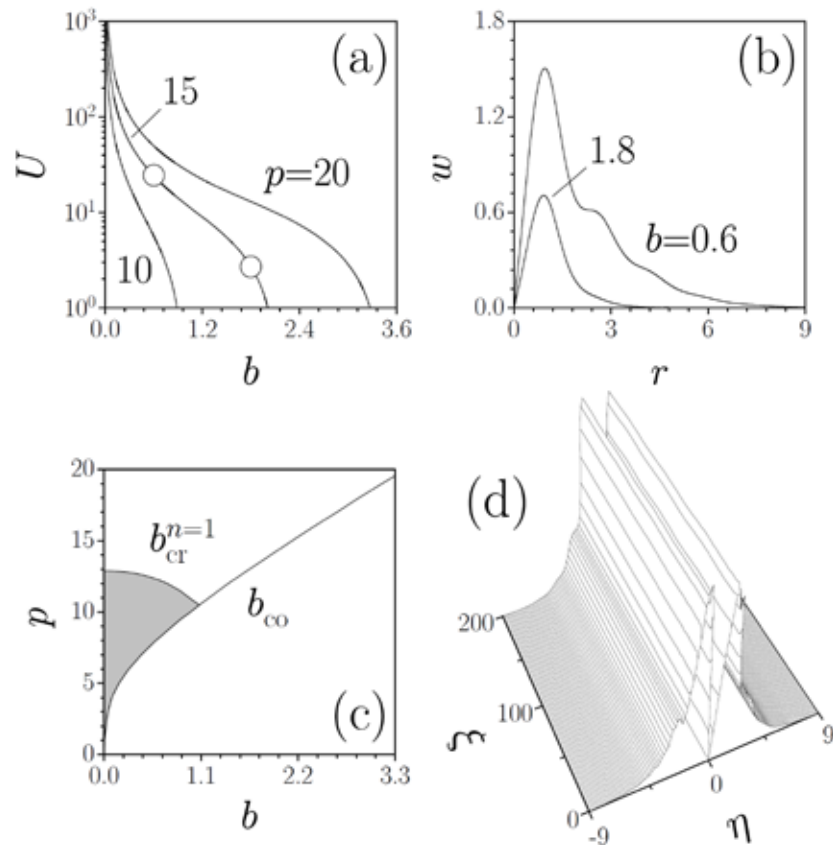 (a)
U
10³
10²
10¹
10⁰
15
p=20
10
0.0 1.2 2.4 3.6
b
(b)
w
1.8
1.2
0.6
0.0
1.8
b=0.6
0 3 6 9
r
(c)
p
20
15
10
5
0
b_cr^{n=1}
b_co
0.0 1.1 2.2 3.3
b
(d)
200
100
0
ξ
-9 0 9
η